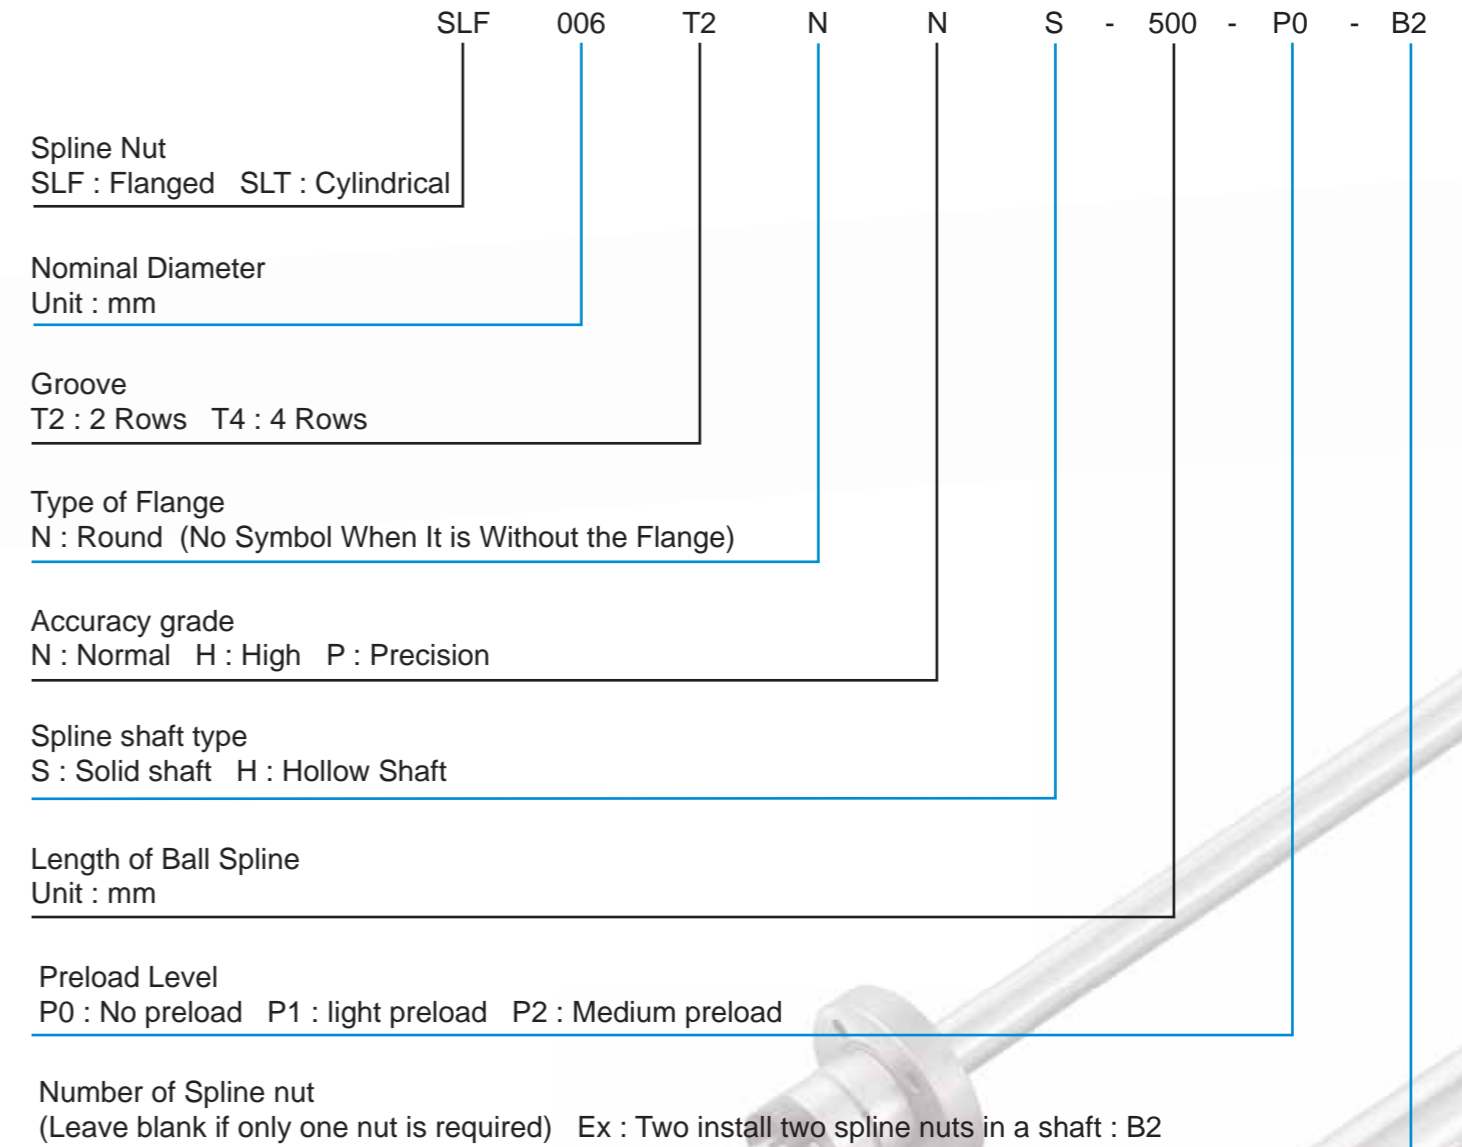 SLF 006 T2 N N S - 500 - P0 - B2
Spline Nut
SLF : Flanged SLT : Cylindrical
Nominal Diameter
Unit : mm
Groove
T2 : 2 Rows T4 : 4 Rows
Type of Flange
N : Round (No Symbol When It is Without the Flange)
Accuracy grade
N : Normal H : High P : Precision
Spline shaft type
S : Solid shaft H : Hollow Shaft
Length of Ball Spline
Unit : mm
Preload Level
P0 : No preload P1 : light preload P2 : Medium preload
Number of Spline nut
(Leave blank if only one nut is required) Ex : Two install two spline nuts in a shaft : B2